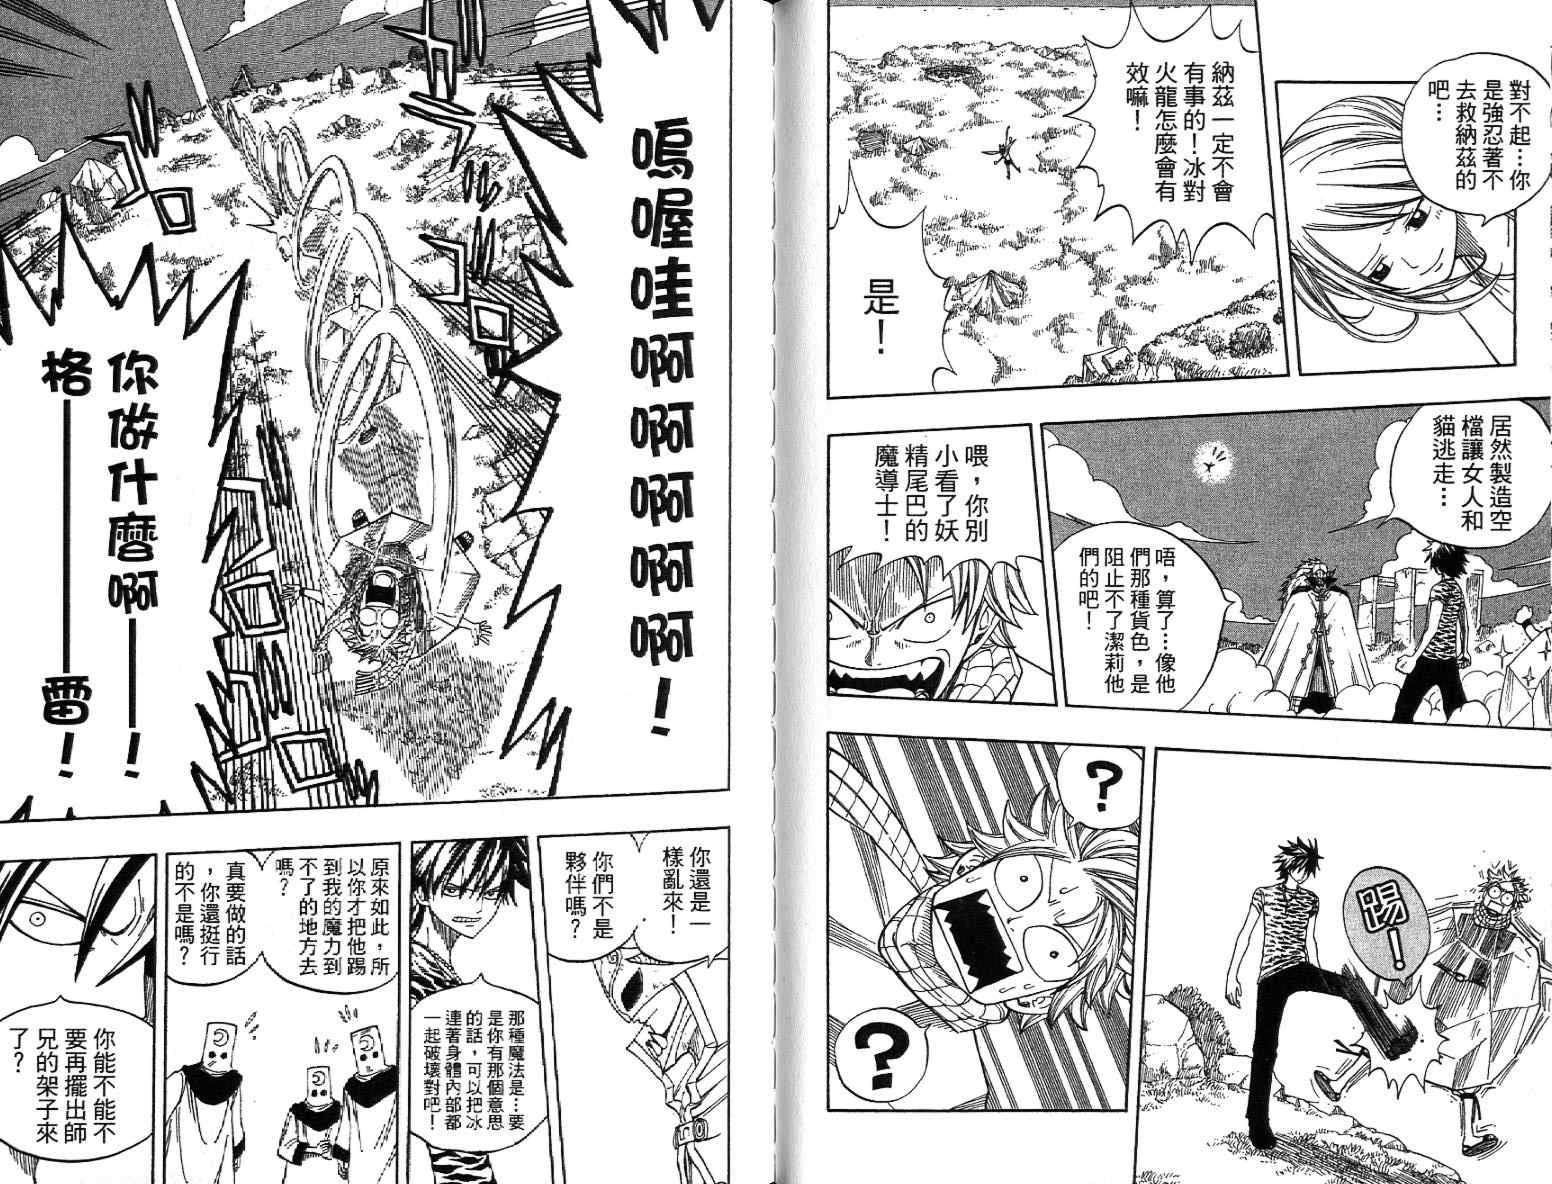 對不起…你
是強忍著不
去救納茲的
吧…
納茲一定不會
有事的！冰對
火龍怎麼會有
效嘛！
是！
居然製造空
檔讓女人和
貓逃走…
唔，算了…像他
們那種貨色，是
阻止不了潔莉他
們的吧！
喂，你別
小看了妖
精尾巴的
魔導士！
踢！
？
？
嗚喔哇啊啊啊啊啊！
你做什麼啊——！
格——雷！
你還是一
樣亂來！
你們不是
夥伴嗎？
那種魔法是…要
是你有那個意思
的話，可以把冰
連著身體內部都
一起破壞對吧！
原來如此，所
以你才把他踢
到我的魔力到
不了的地方去
嗎？
真要做的話
，你還挺行
的不是嗎？
你能不能不
要再擺出師
兄的架子來
了？